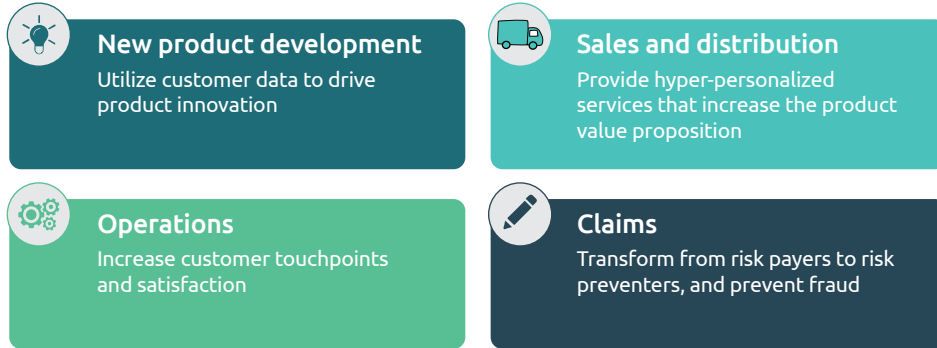 New product development
Utilize customer data to drive
product innovation
Sales and distribution
Provide hyper-personalized
services that increase the product
value proposition
Operations
Increase customer touchpoints
and satisfaction
Claims
Transform from risk payers to risk
preventers, and prevent fraud